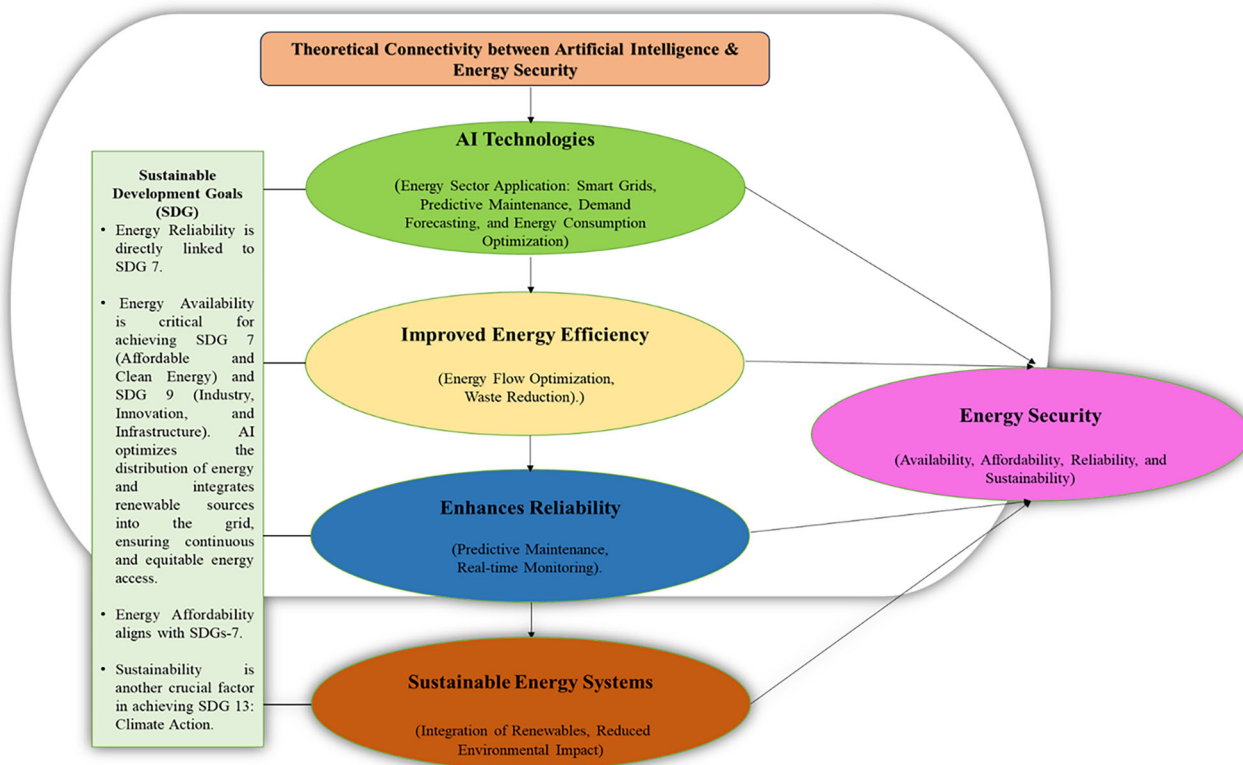 Theoretical Connectivity between Artificial Intelligence &
Energy Security
AI Technologies
(Energy Sector Application: Smart Grids,
Predictive Maintenance, Demand
Forecasting, and Energy Consumption
Optimization)
Sustainable
Development Goals
(SDG)
• Energy Reliability is
directly linked to
SDG 7.
• Energy Availability
is critical for
achieving SDG 7
(Affordable and
Clean Energy) and
SDG 9 (Industry,
Innovation, and
Infrastructure). AI
optimizes the
distribution of energy
and integrates
renewable sources
into the grid,
ensuring continuous
and equitable energy
access.
• Energy Affordability
aligns with SDGs-7.
• Sustainability is
another crucial factor
in achieving SDG 13:
Climate Action.
Improved Energy Efficiency
(Energy Flow Optimization,
Waste Reduction).)
Energy Security
(Availability, Affordability, Reliability, and
Sustainability)
Enhances Reliability
(Predictive Maintenance,
Real-time Monitoring).
Sustainable Energy Systems
(Integration of Renewables, Reduced
Environmental Impact)